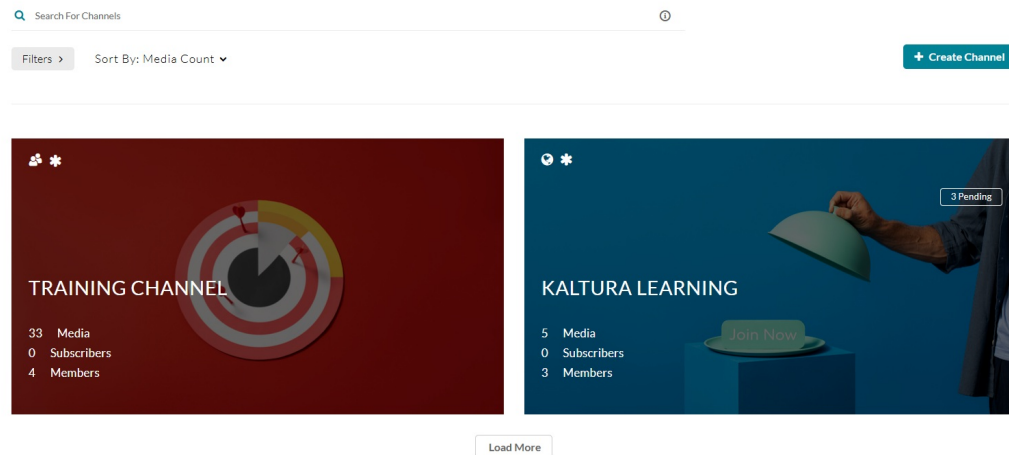 Search For Channels
Filters
Sort By: Media Count
+ Create Channel
3 Pending
TRAINING CHANNEL
33 Media
0 Subscribers
4 Members
KALTURA LEARNING
5 Media
0 Subscribers
3 Members
Join Now
Load More